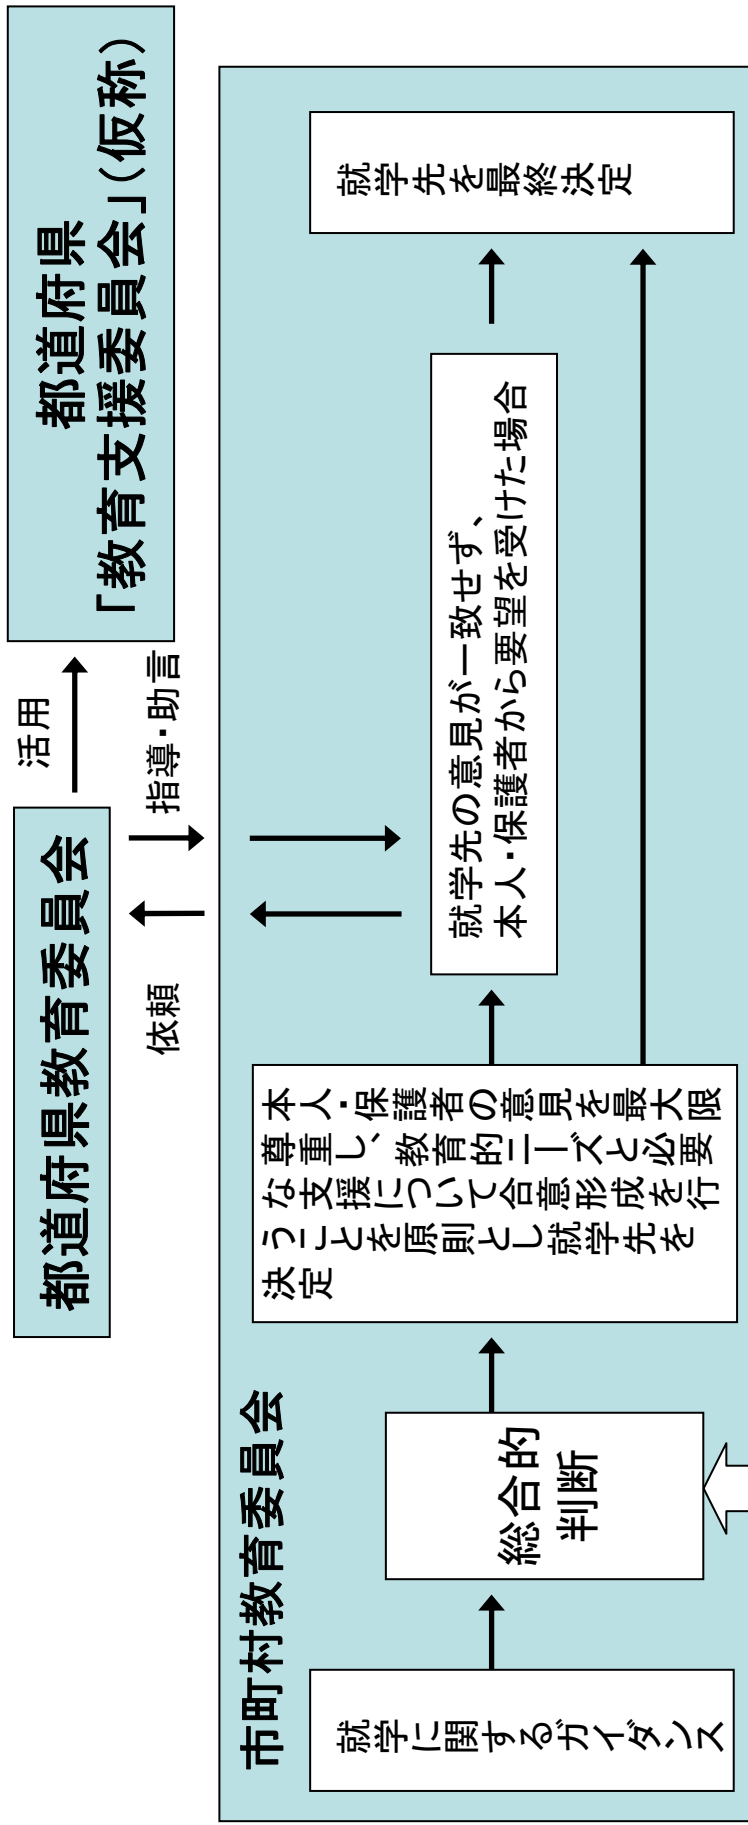 都道府県
「教育支援委員会」(仮称)
活用
都道府県教育委員会
指導・助言
依頼
市町村教育委員会
就学に関するガイダンス
総合的
判断
本人・保護者の意見を最大限
尊重し、教育的ニーズと必要
な支援について合意形成を行
うことを原則とし就学先を
決定
就学先の意見が一致せず、
本人・保護者から要望を受けた場合
就学先を最終決定